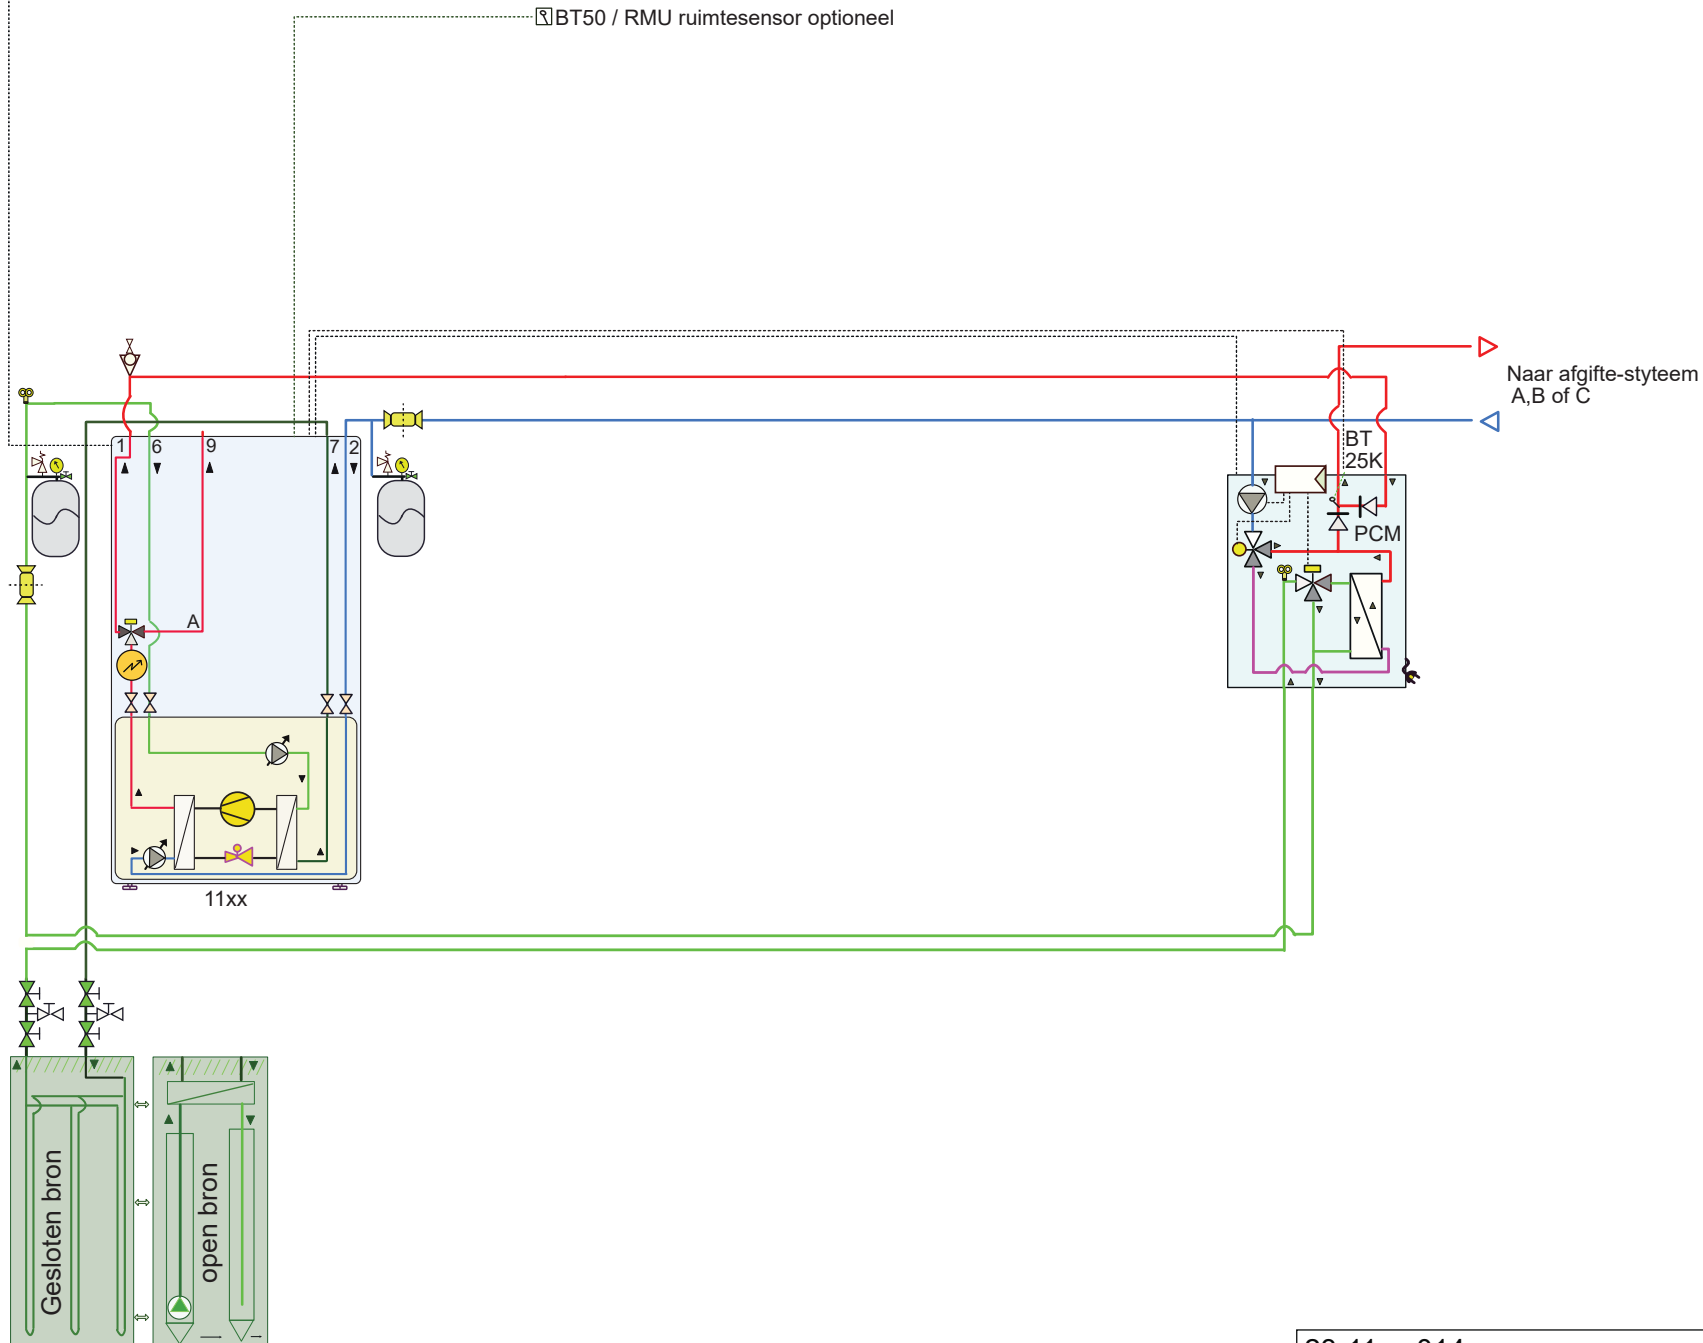 BT50 / RMU ruimtesensor optioneel
Naar afgifte-styteem
A,B of C
1
6
9
7
2
BT
25K
PCM
A
11xx
Gesloten bron
open bron